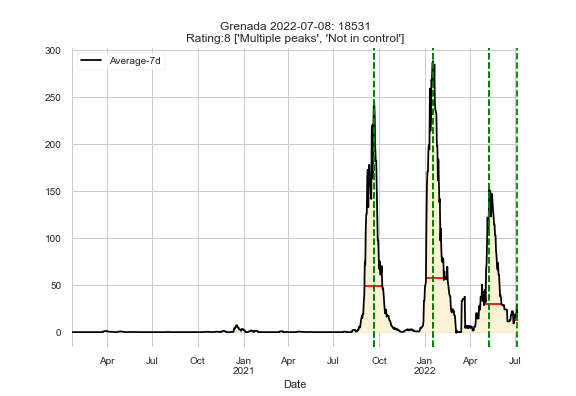 Grenada 2022-07-08: 18531
Rating:8 ['Multiple peaks', 'Not in control']
Average-7d
300
250
200
150
100
50
0
Apr Jul Oct Jan Apr Jul Oct Jan Apr Jul
2021 2022
Date